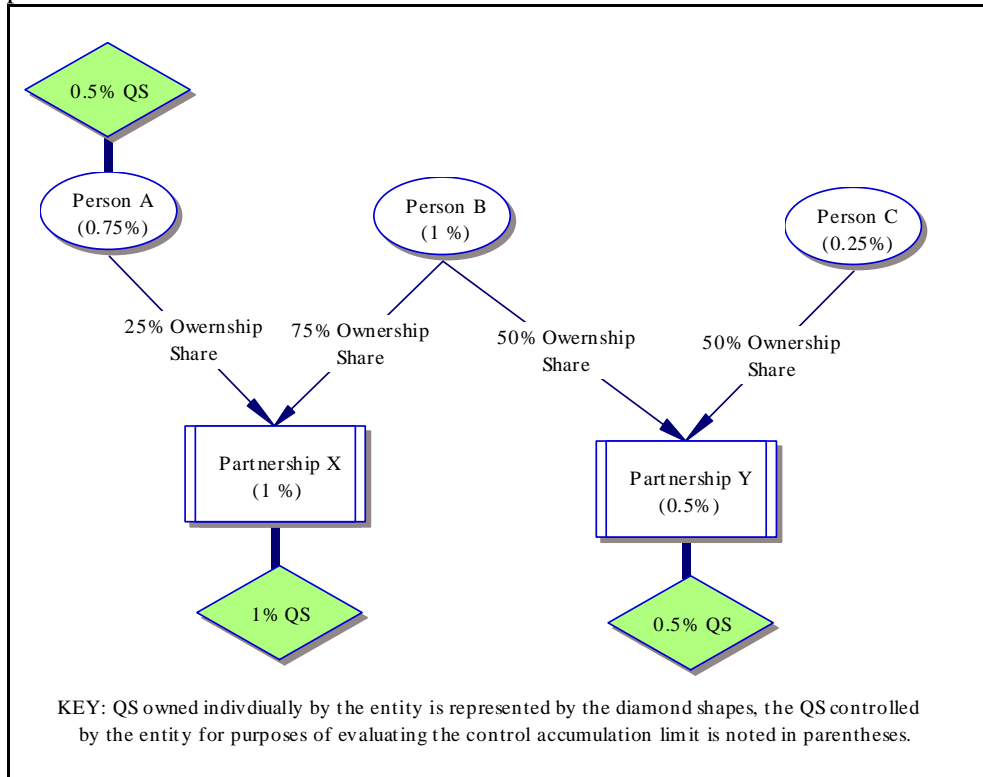 0.5% QS
Person A
(0.75%)
Person B
(1 %)
Person C
(0.25%)
25% Owernship
Share
75% Ownership
Share
50% Owernship
Share
50% Ownership
Share
Partnership X
(1 %)
Partnership Y
(0.5%)
1% QS
0.5% QS
KEY: QS owned indivdiually by the entity is represented by the diamond shapes, the QS controlled
by the entity for purposes of evaluating the control accumulation limit is noted in parentheses.